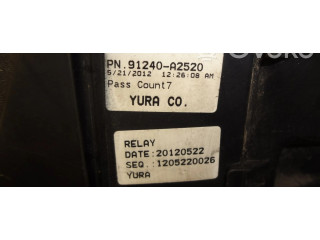 PN.91240-A2520
5/21/2012 12:26:08 AM
Pass Count7
YURA CO.
RELAY
DATE:20120522
SEQ.:1205220026
YURA